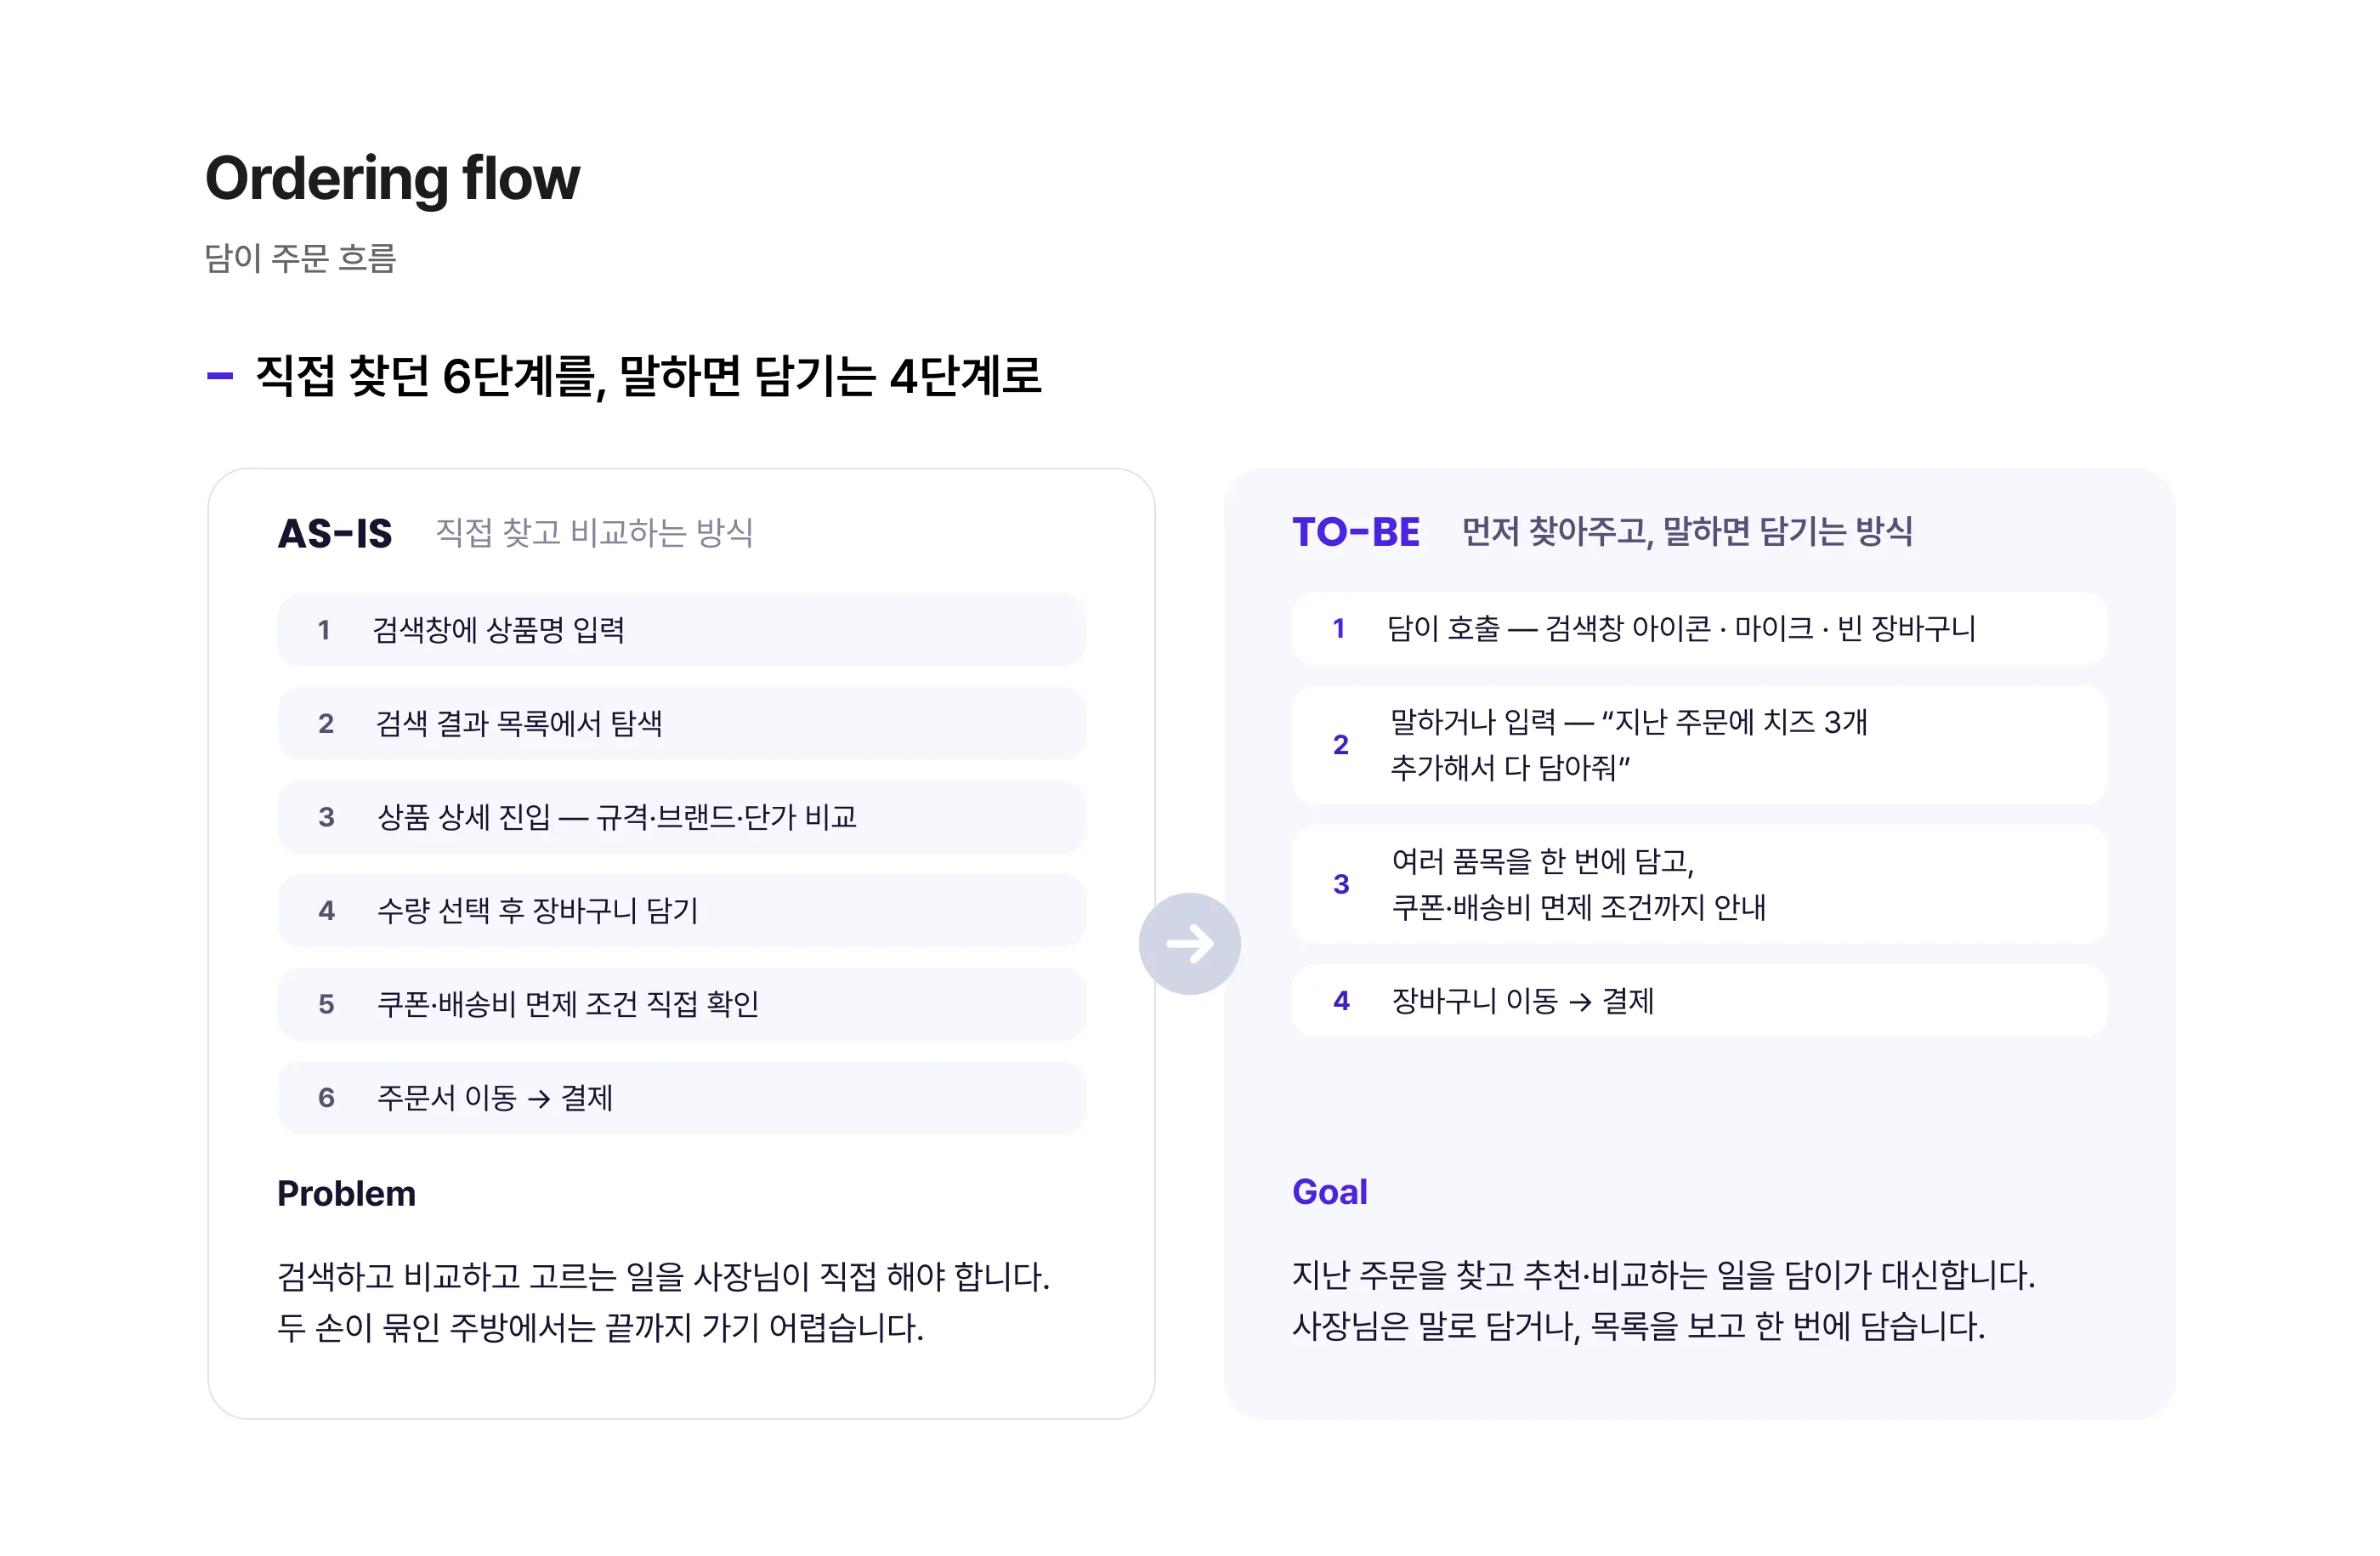 Ordering flow
담이 주문 흐름
직접 찾던 6단계를, 말하면 담기는 4단계로
AS-IS 직접 찾고 비교하는 방식
1 검색창에 상품명 입력
2 검색 결과 목록에서 탐색
3 상품 상세 진입 — 규격·브랜드·단가 비교
4 수량 선택 후 장바구니 담기
5 쿠폰·배송비 면제 조건 직접 확인
6 주문서 이동 → 결제
Problem
검색하고 비교하고 고르는 일을 사장님이 직접 해야 합니다.
두 손이 묶인 주방에서는 끝까지 가기 어렵습니다.
TO-BE 먼저 찾아주고, 말하면 담기는 방식
1 담이 호출 — 검색창 아이콘 · 마이크 · 빈 장바구니
2 말하거나 입력 — “지난 주문에 치즈 3개
추가해서 다 담아줘”
3 여러 품목을 한 번에 담고,
쿠폰·배송비 면제 조건까지 안내
4 장바구니 이동 → 결제
Goal
지난 주문을 찾고 추천·비교하는 일을 담이가 대신합니다.
사장님은 말로 담거나, 목록을 보고 한 번에 담습니다.